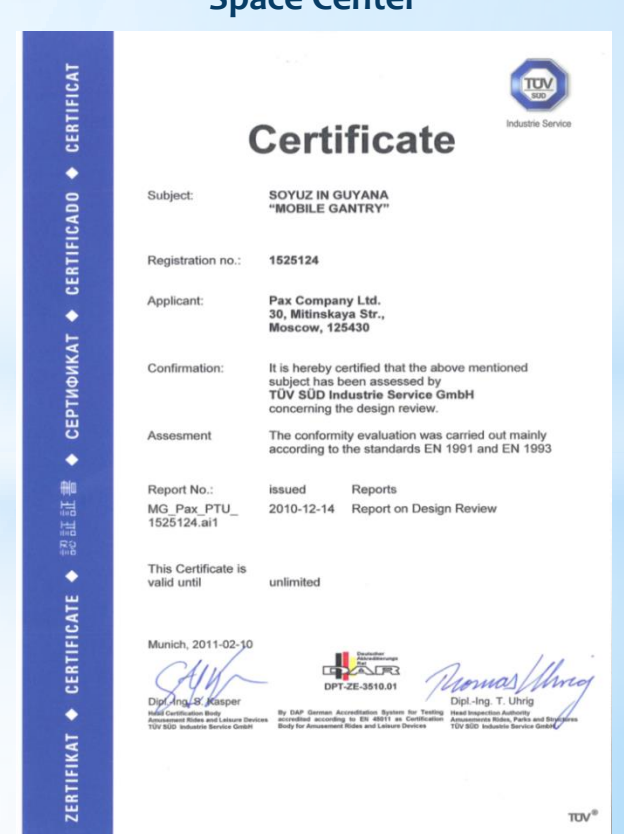 Space Center
ZERTIFIKAT ◆ CERTIFICATE ◆ 認証証書 ◆ СЕРТИФИКАТ ◆ CERTIFICADO ◆ CERTIFICAT
TÜV
SÜD
Industrie Service
Certificate
Subject: SOYUZ IN GUYANA
"MOBILE GANTRY"
Registration no.: 1525124
Applicant: Pax Company Ltd.
30, Mitinskaya Str.,
Moscow, 125430
Confirmation: It is hereby certified that the above mentioned
subject has been assessed by
TÜV SÜD Industrie Service GmbH
concerning the design review.
Assesment The conformity evaluation was carried out mainly
according to the standards EN 1991 and EN 1993
Report No.: issued Reports
MG_Pax_PTU_ 2010-12-14 Report on Design Review
1525124.ai1
This Certificate is
valid until unlimited
Munich, 2011-02-10
Deutscher
Akkreditierungs
Rat
DAR
DPT-ZE-3510.01
Thomas Uhrig
Dipl.-Ing. S. Kasper
Dipl.-Ing. T. Uhrig
Head Certification Body
Amusement Rides and Leisure Devices
TÜV SÜD Industrie Service GmbH
By DAP German Accreditation System for Testing
accredited according to EN 45011 as Certification
Body for Amusement Rides and Leisure Devices
Head Inspection Authority
Amusements Rides, Parks and Structures
TÜV SÜD Industrie Service GmbH
TÜV®